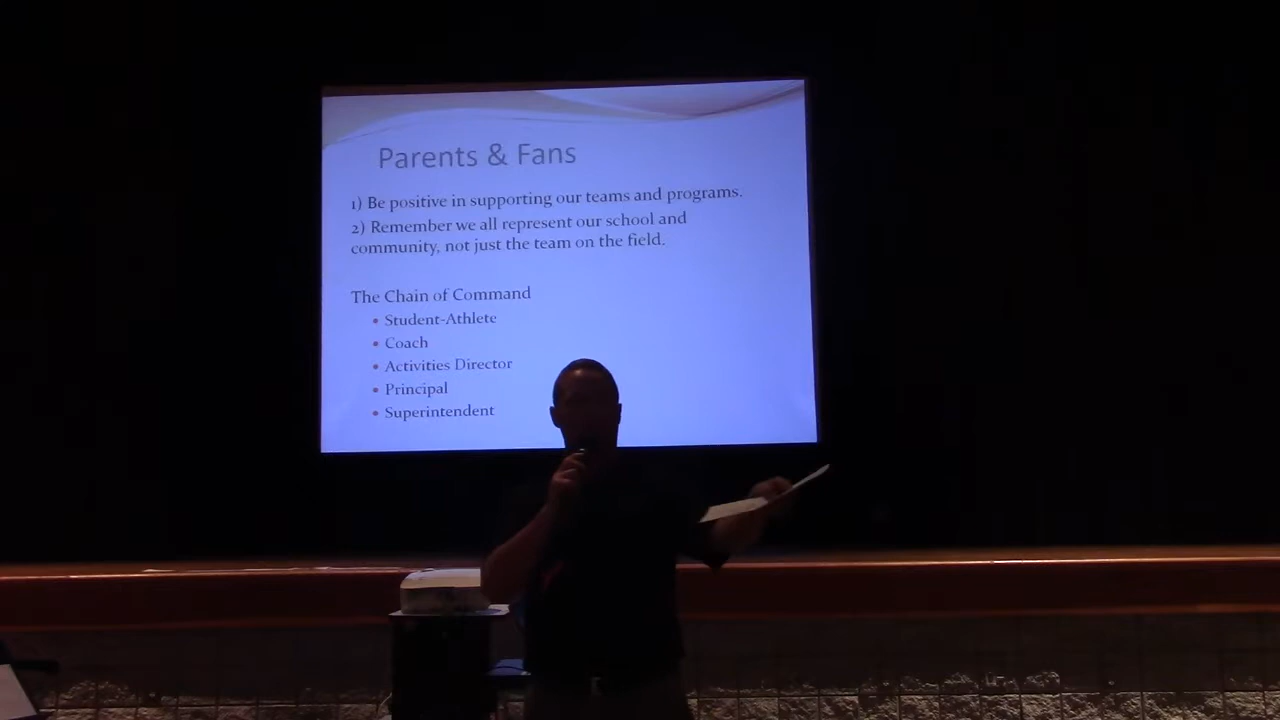 Parents & Fans
1) Be positive in supporting our teams and programs.
2) Remember we all represent our school and
community, not just the team on the field.
The Chain of Command
• Student-Athlete
• Coach
• Activities Director
• Principal
• Superintendent